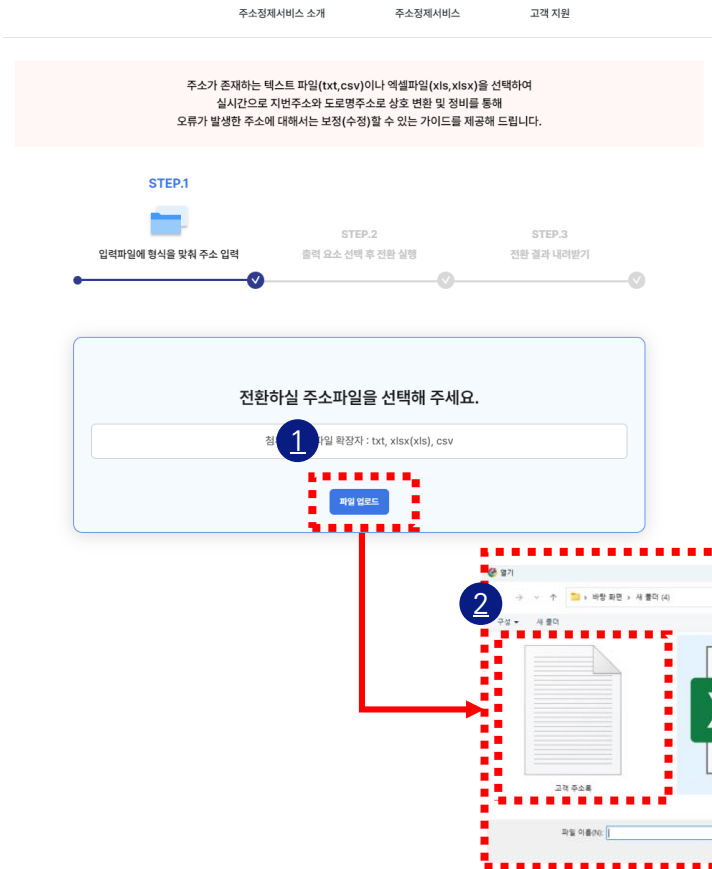 주소정제서비스 소개 주소정제서비스 고객 지원
주소가 존재하는 텍스트 파일(txt,csv)이나 엑셀파일(xls,xlsx)을 선택하여
실시간으로 지번주소와 도로명주소로 상호 변환 및 정비를 통해
오류가 발생한 주소에 대해서는 보정(수정)할 수 있는 가이드를 제공해 드립니다.
STEP.1
입력파일에 형식을 맞춰 주소 입력
STEP.2
출력 요소 선택 후 전환 실행
STEP.3
전환 결과 내려받기
전환하실 주소파일을 선택해 주세요.
1
확장자 : txt, xlsx(xls), csv
파일 업로드
2
열기
바탕 화면 › 새 폴더 (4)
구성 새 폴더
고객 주소록
파일 이름(N):